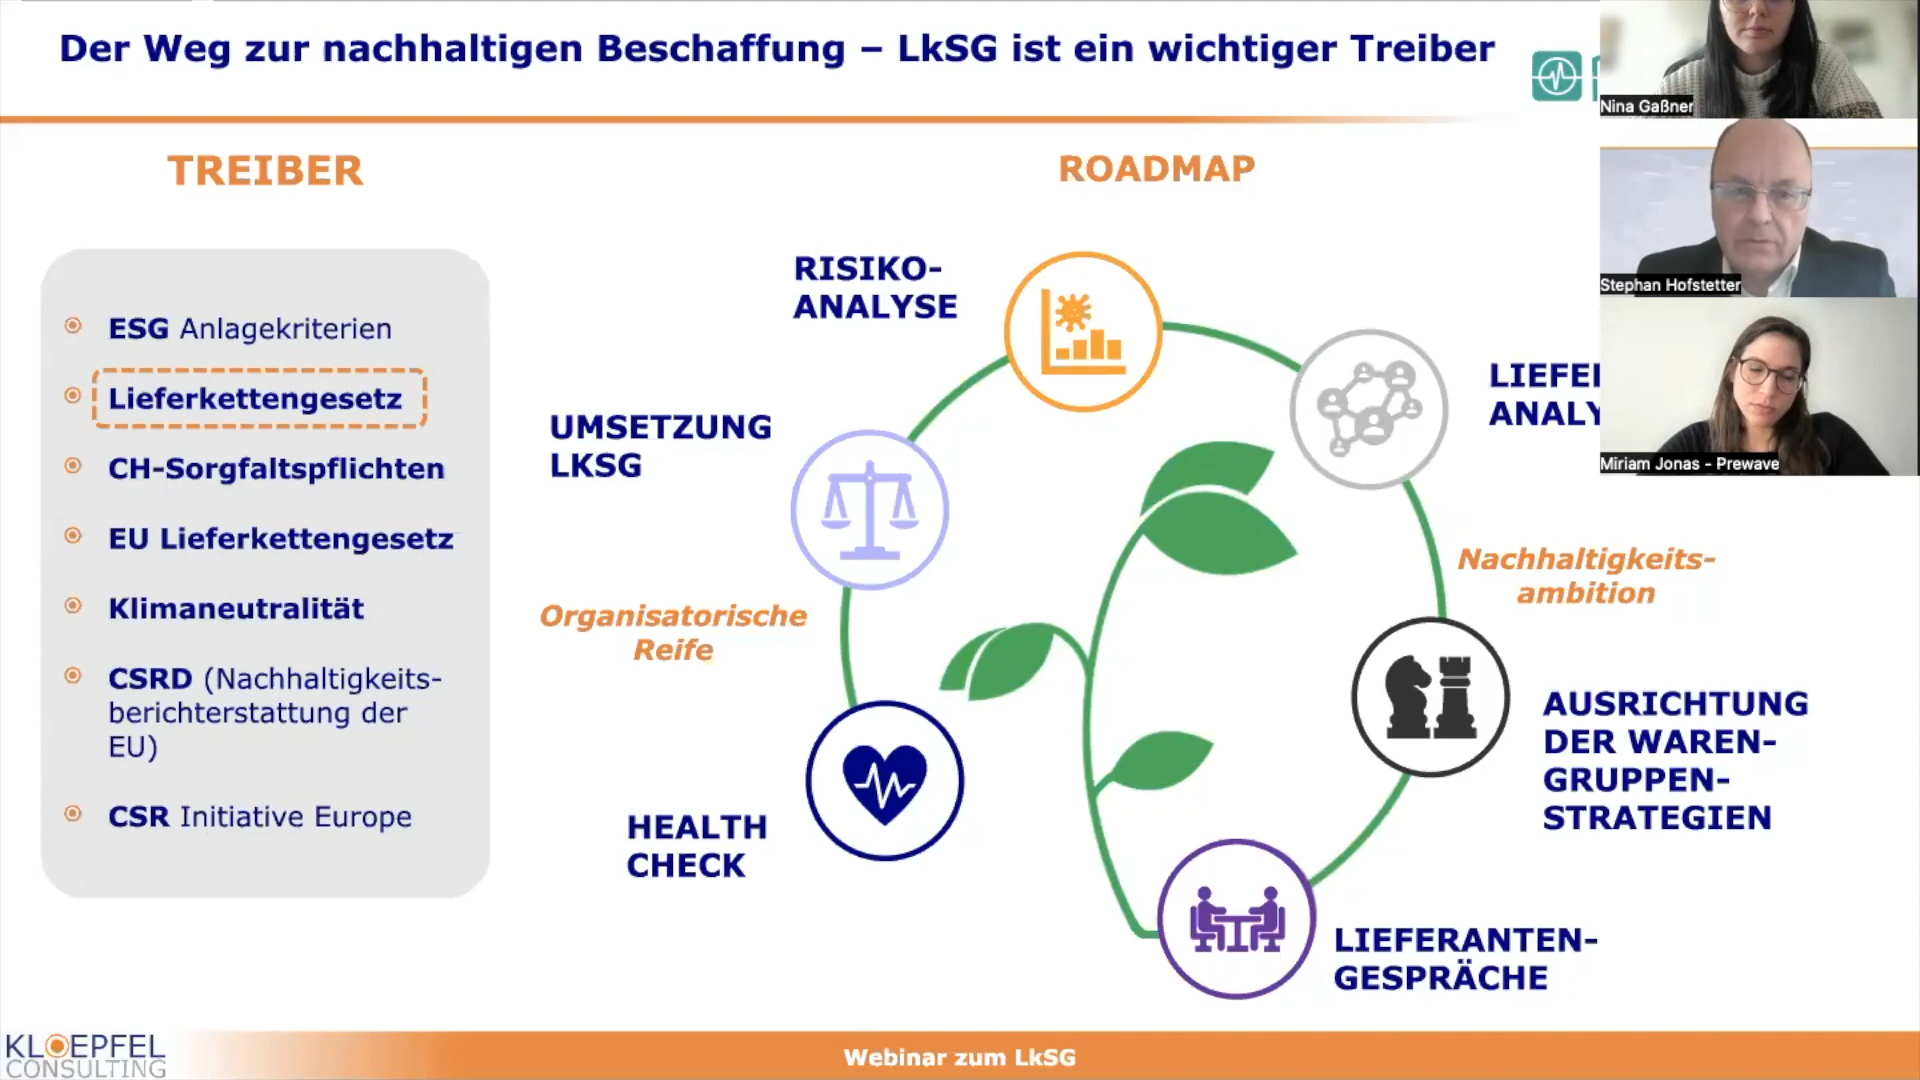 Der Weg zur nachhaltigen Beschaffung – LkSG ist ein wichtiger Treiber
TREIBER
ESG Anlagekriterien
Lieferkettengesetz
CH-Sorgfaltspflichten
EU Lieferkettengesetz
Klimaneutralität
CSRD (Nachhaltigkeits-
berichterstattung der
EU)
CSR Initiative Europe
ROADMAP
RISIKO-
ANALYSE
UMSETZUNG
LKSG
Organisatorische
Reife
HEALTH
CHECK
Nachhaltigkeits-
ambition
AUSRICHTUNG
DER WAREN-
GRUPPEN-
STRATEGIEN
LIEFERANTEN-
GESPRÄCHE
Nina Gaßner
Stephan Hofstetter
Miriam Jonas - Prewave
KLOEPFEL
CONSULTING
Webinar zum LkSG